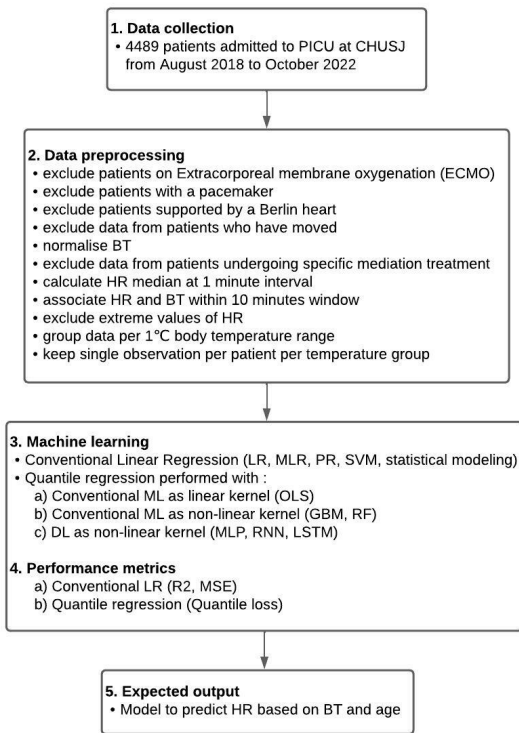 1. Data collection
• 4489 patients admitted to PICU at CHUSJ
from August 2018 to October 2022
2. Data preprocessing
• exclude patients on Extracorporeal membrane oxygenation (ECMO)
• exclude patients with a pacemaker
• exclude patients supported by a Berlin heart
• exclude data from patients who have moved
• normalise BT
• exclude data from patients undergoing specific mediation treatment
• calculate HR median at 1 minute interval
• associate HR and BT within 10 minutes window
• exclude extreme values of HR
• group data per 1℃ body temperature range
• keep single observation per patient per temperature group
3. Machine learning
• Conventional Linear Regression (LR, MLR, PR, SVM, statistical modeling)
• Quantile regression performed with :
a) Conventional ML as linear kernel (OLS)
b) Conventional ML as non-linear kernel (GBM, RF)
c) DL as non-linear kernel (MLP, RNN, LSTM)
4. Performance metrics
a) Conventional LR (R2, MSE)
b) Quantile regression (Quantile loss)
5. Expected output
• Model to predict HR based on BT and age